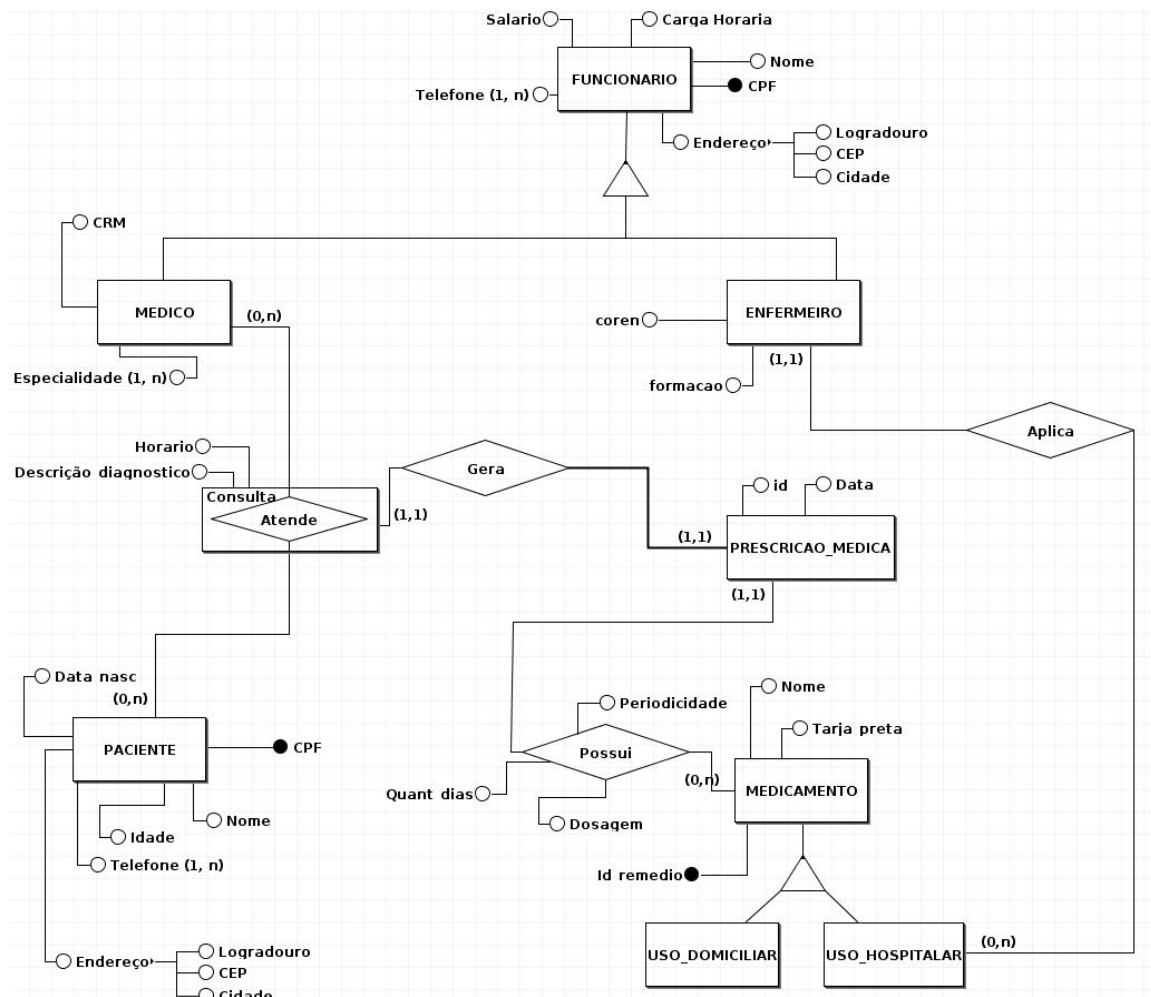 Salario
Carga Horaria
FUNCIONARIO
Nome
CPF
Telefone (1, n)
Endereço
Logradouro
CEP
Cidade
CRM
MEDICO
(0,n)
Especialidade (1, n)
ENFERMEIRO
coren
(1,1)
formacao
Aplica
Horario
Descrição diagnostico
Consulta
Atende
(1,1)
Gera
id
Data
(1,1)
PRESCRICAO_MEDICA
(1,1)
Data nasc
(0,n)
PACIENTE
CPF
Nome
Idade
Telefone (1, n)
Endereço
Logradouro
CEP
Cidade
Periodicidade
Possui
Quant dias
Dosagem
(0,n)
Nome
Tarja preta
MEDICAMENTO
Id remedio
USO_DOMICILIAR
USO_HOSPITALAR
(0,n)